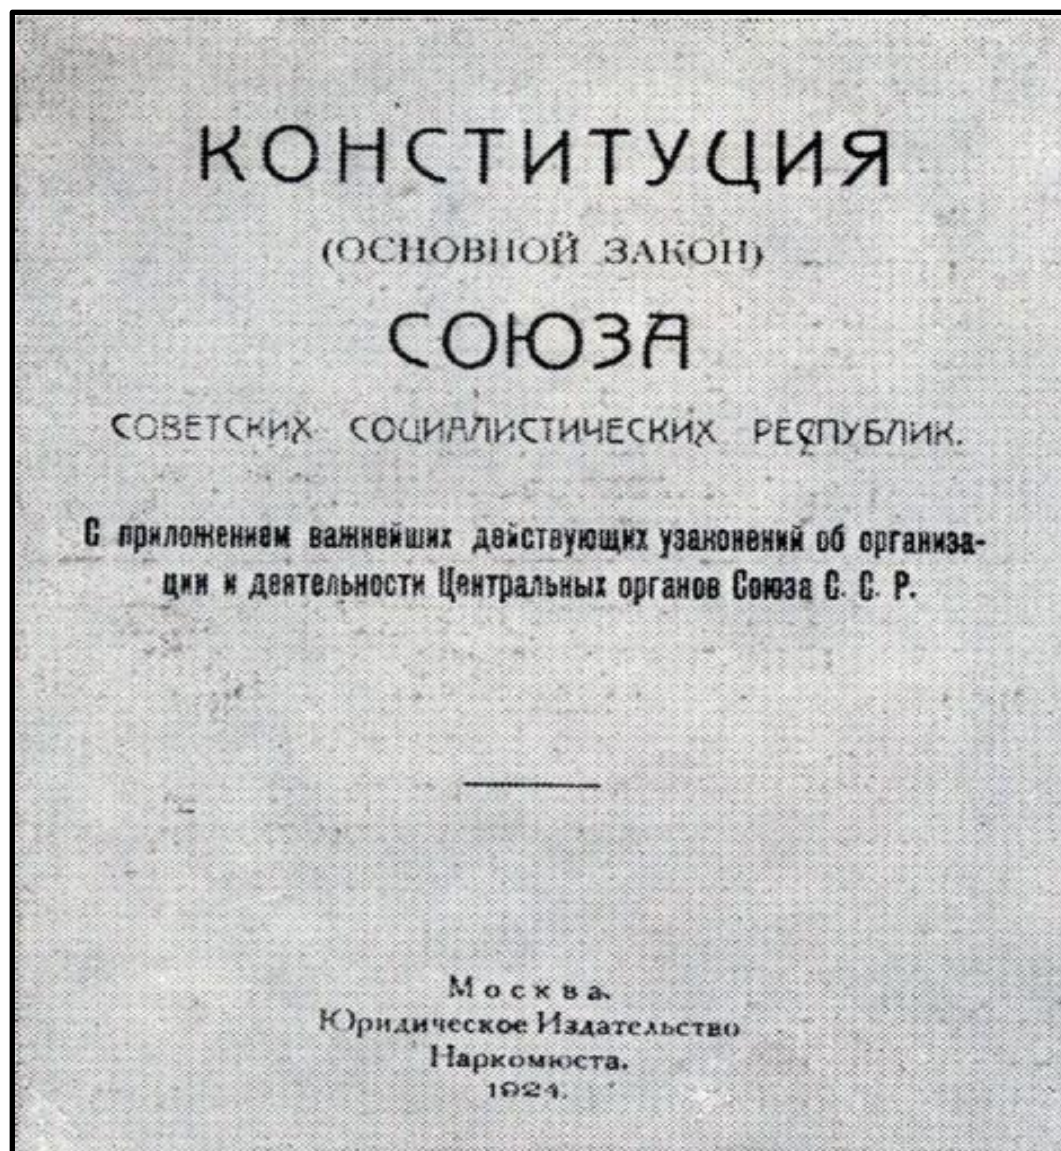 КОНСТИТУЦИЯ
(ОСНОВНОЙ ЗАКОН)
СОЮЗА
СОВЕТСКИХ СОЦИАЛИСТИЧЕСКИХ РЕСПУБЛИК.
С приложением важнейших действующих узаконений об организа-
ции и деятельности Центральных органов Союза С. С. Р.
Москва.
Юридическое Издательство
Наркомюста.
1924.